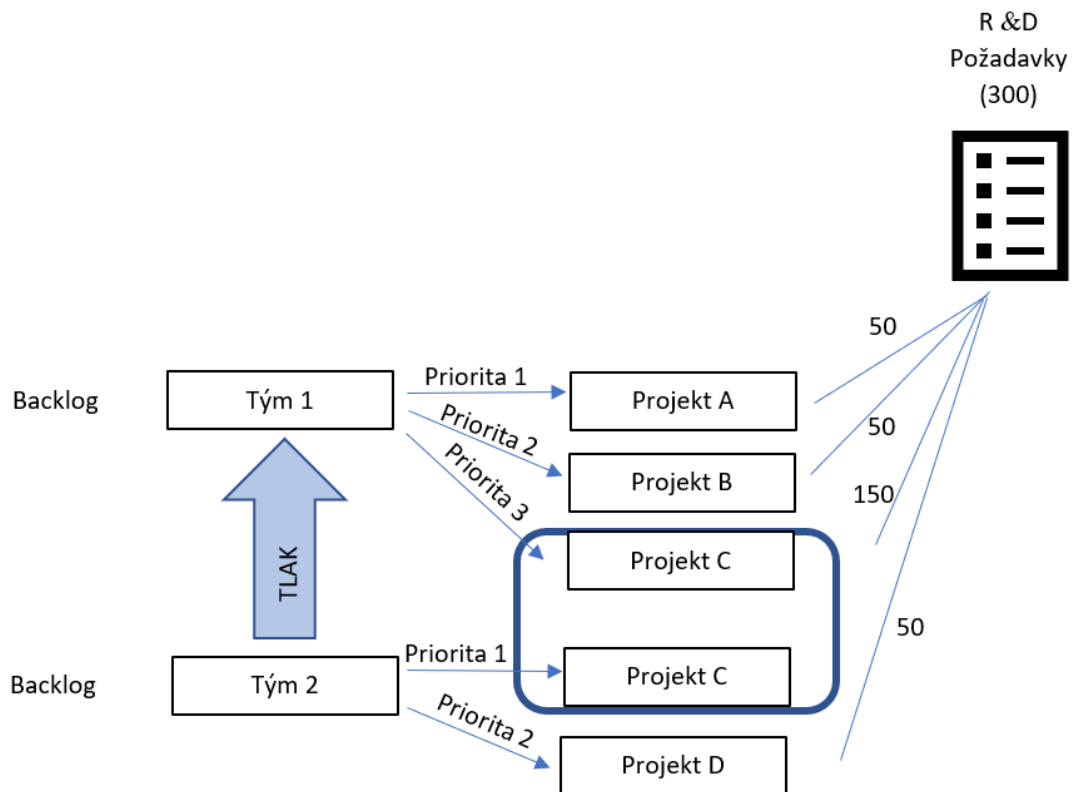 R &D
Požadavky
(300)
50
Backlog
Tým 1
Priorita 1
Projekt A
Priorita 2
50
Projekt B
Priorita 3
150
Projekt C
TLAK
50
Backlog
Tým 2
Priorita 1
Projekt C
Priorita 2
Projekt D